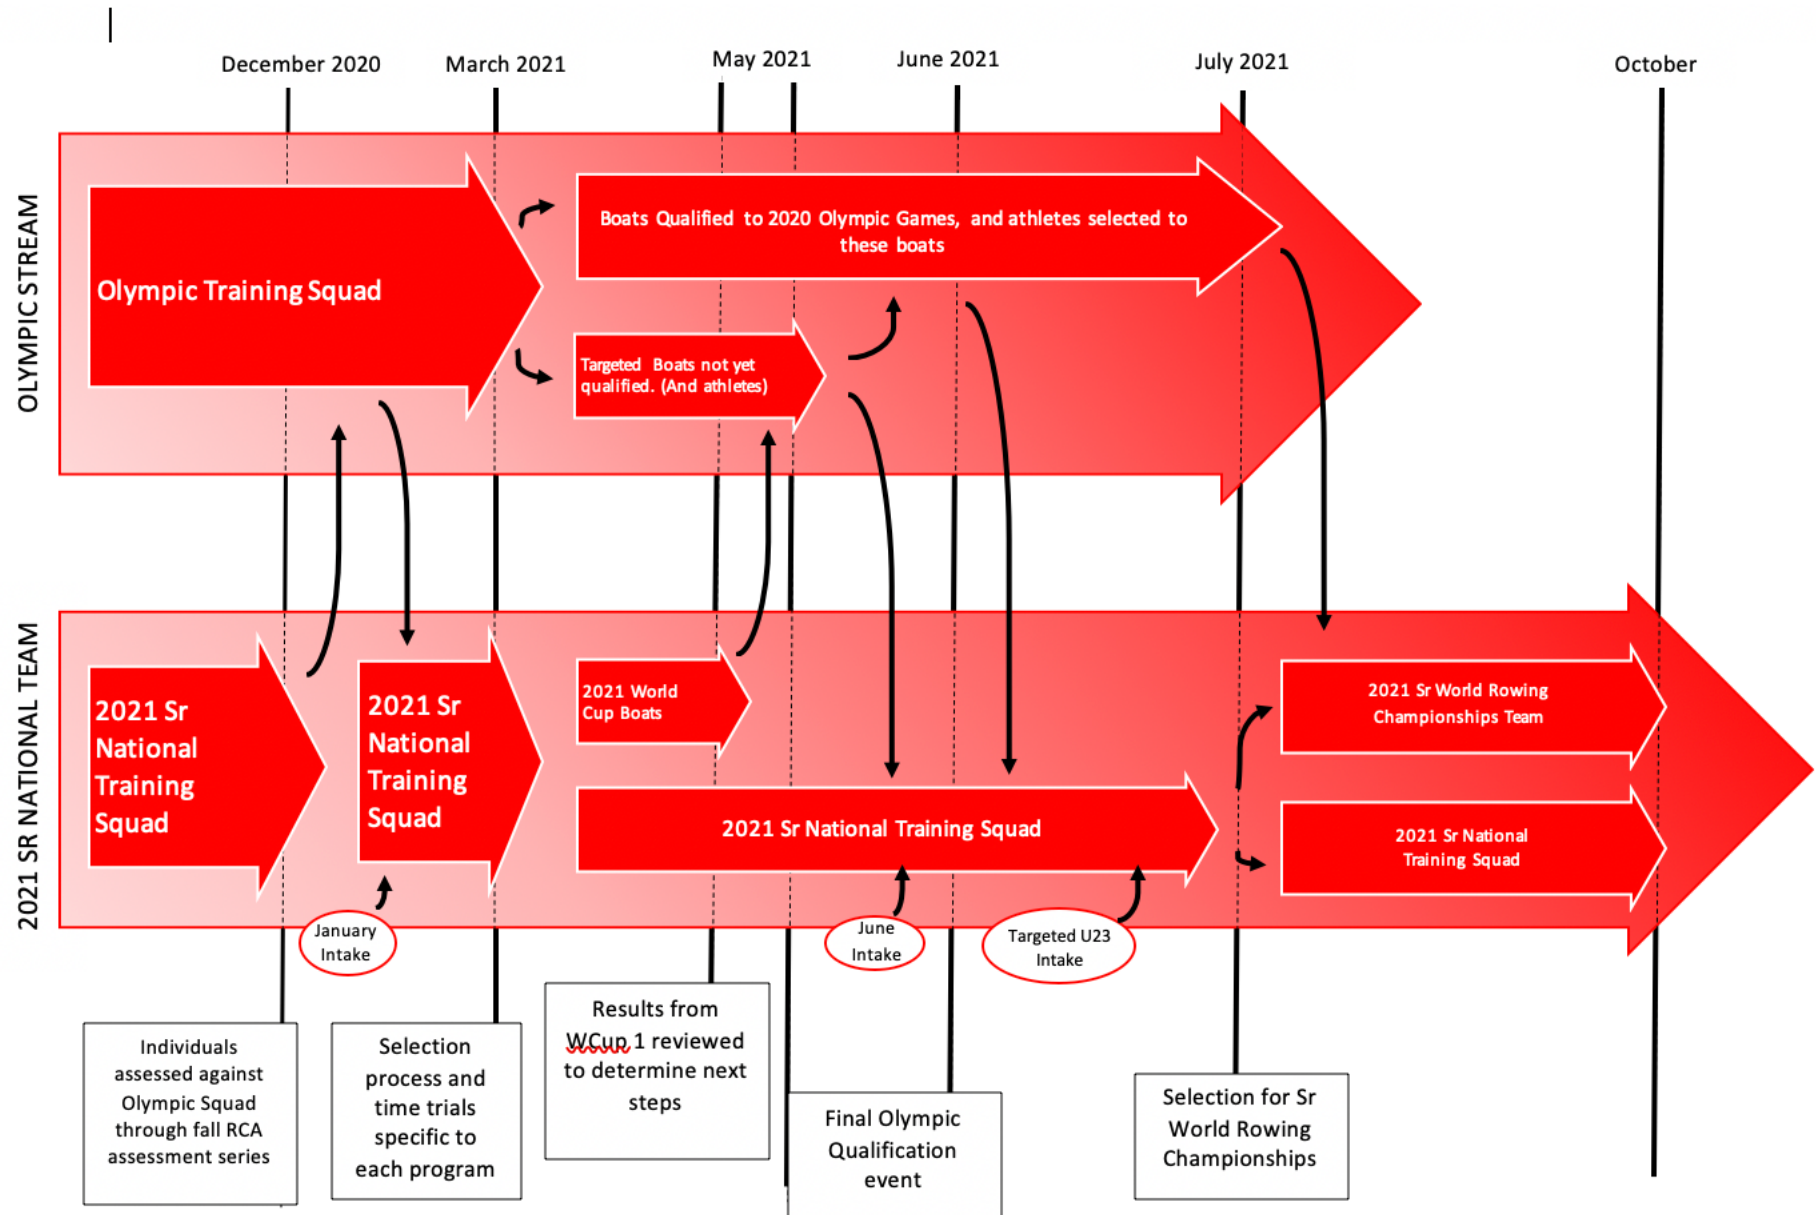 December 2020
March 2021
May 2021
June 2021
July 2021
October
OLYMPIC STREAM
Olympic Training Squad
Boats Qualified to 2020 Olympic Games, and athletes selected to
these boats
Targeted Boats not yet
qualified. (And athletes)
2021 SR NATIONAL TEAM
2021 Sr
National
Training
Squad
2021 Sr
National
Training
Squad
2021 World
Cup Boats
2021 Sr National Training Squad
2021 Sr World Rowing
Championships Team
2021 Sr National
Training Squad
January
Intake
June
Intake
Targeted U23
Intake
Individuals
assessed against
Olympic Squad
through fall RCA
assessment series
Selection
process and
time trials
specific to
each program
Results from
WCup 1 reviewed
to determine next
steps
Final Olympic
Qualification
event
Selection for Sr
World Rowing
Championships